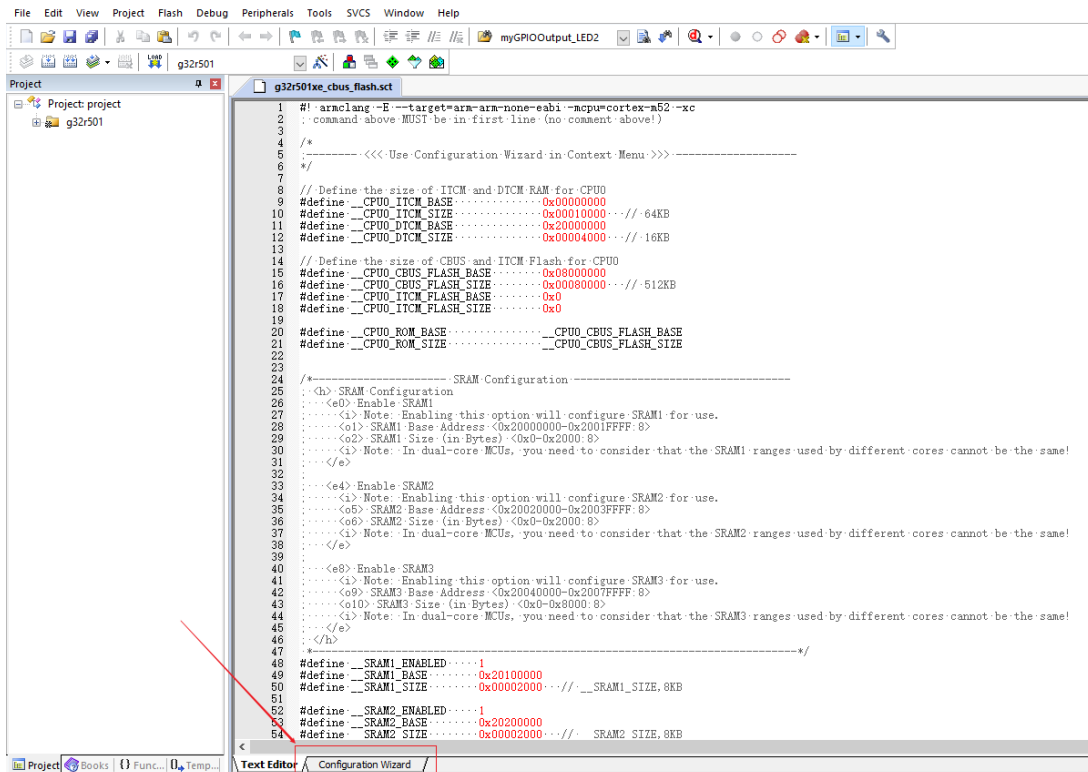 File Edit View Project Flash Debug Peripherals Tools SVCS Window Help
myGPIOOutput_LED2
LOAD
g32r501
Project
g32r501xe_cbus_flash.sct
Project: project
g32r501
1 #! armclang -E --target=arm-arm-none-eabi -mcpu=cortex-m52 -xc
2 ; command above MUST be in first line (no comment above!)
3
4 /*
5 ;-------- <<< Use Configuration Wizard in Context Menu >>> ------------------
6 */
7
8 // Define the size of ITCM and DTCM RAM for CPU0
9 #define __CPU0_ITCM_BASE 0x00000000
10 #define __CPU0_ITCM_SIZE 0x00010000 // 64KB
11 #define __CPU0_DTCM_BASE 0x20000000
12 #define __CPU0_DTCM_SIZE 0x00004000 // 16KB
13
14 // Define the size of CBUS and ITCM Flash for CPU0
15 #define __CPU0_CBUS_FLASH_BASE 0x08000000
16 #define __CPU0_CBUS_FLASH_SIZE 0x00080000 // 512KB
17 #define __CPU0_ITCM_FLASH_BASE 0x0
18 #define __CPU0_ITCM_FLASH_SIZE 0x0
19
20 #define __CPU0_ROM_BASE __CPU0_CBUS_FLASH_BASE
21 #define __CPU0_ROM_SIZE __CPU0_CBUS_FLASH_SIZE
22
23
24 /*-------------------- SRAM Configuration --------------------------------
25 ; <h> SRAM Configuration
26 ; <e0> Enable SRAM1
27 ; <i> Note: Enabling this option will configure SRAM1 for use.
28 ; <o1> SRAM1 Base Address <0x20000000-0x2001FFFF:8>
29 ; <o2> SRAM1 Size (in Bytes) <0x0-0x2000:8>
30 ; <i> Note: In dual-core MCUs, you need to consider that the SRAM1 ranges used by different cores cannot be the same!
31 ; </e>
32 ;
33 ; <e4> Enable SRAM2
34 ; <i> Note: Enabling this option will configure SRAM2 for use.
35 ; <o5> SRAM2 Base Address <0x20020000-0x2003FFFF:8>
36 ; <o6> SRAM2 Size (in Bytes) <0x0-0x2000:8>
37 ; <i> Note: In dual-core MCUs, you need to consider that the SRAM2 ranges used by different cores cannot be the same!
38 ; </e>
39 ;
40 ; <e8> Enable SRAM3
41 ; <i> Note: Enabling this option will configure SRAM3 for use.
42 ; <o9> SRAM3 Base Address <0x20040000-0x2007FFFF:8>
43 ; <o10> SRAM3 Size (in Bytes) <0x0-0x8000:8>
44 ; <i> Note: In dual-core MCUs, you need to consider that the SRAM3 ranges used by different cores cannot be the same!
45 ; </e>
46 ; </h>
47 *------------------------------------------------------------------------*/
48 #define __SRAM1_ENABLED 1
49 #define __SRAM1_BASE 0x20100000
50 #define __SRAM1_SIZE 0x00002000 // __SRAM1_SIZE,8KB
51
52 #define __SRAM2_ENABLED 1
53 #define __SRAM2_BASE 0x20200000
54 #define __SRAM2_SIZE 0x00002000 // __SRAM2_SIZE,8KB
Project Books {} Func... Temp...
Text Editor Configuration Wizard